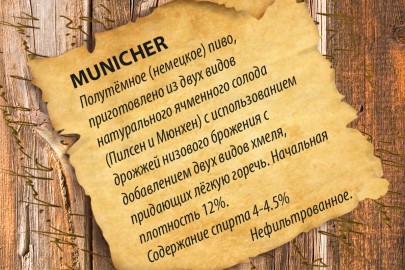 MUNICHER
Полутёмное (немецкое) пиво,
приготовлено из двух видов
натурального ячменного солода
(Пилсен и Мюнхен) с использованием
дрожжей низового брожения с
добавлением двух видов хмеля,
придающих лёгкую горечь. Начальная
плотность 12%.
Содержание спирта 4-4.5%
Нефильтрованное.